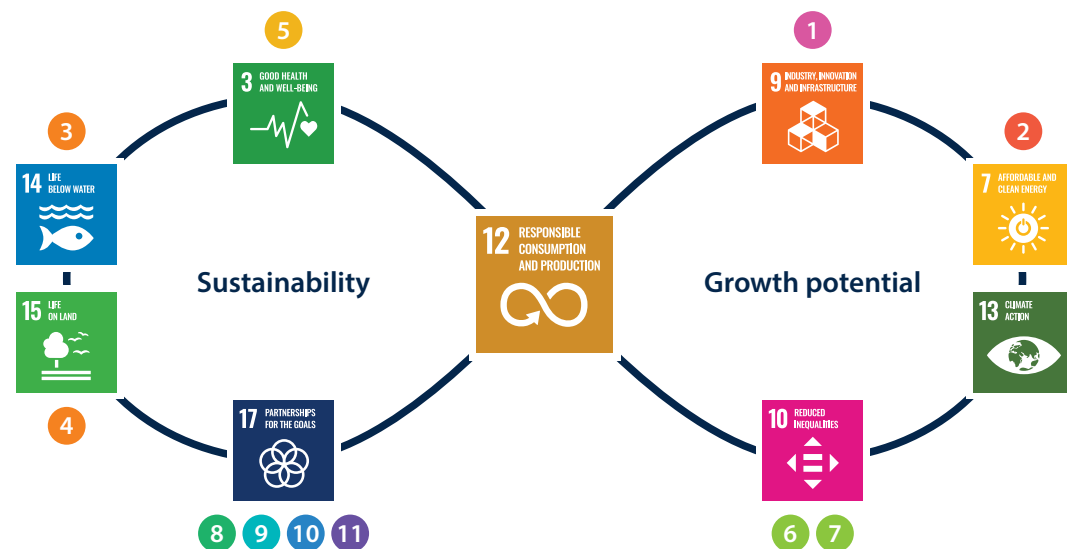 5
1
3 GOOD HEALTH
AND WELL-BEING
9 INDUSTRY, INNOVATION
AND INFRASTRUCTURE
3
2
14 LIFE
BELOW WATER
7 AFFORDABLE AND
CLEAN ENERGY
12 RESPONSIBLE
CONSUMPTION
AND PRODUCTION
Sustainability
Growth potential
15 LIFE
ON LAND
13 CLIMATE
ACTION
4
17 PARTNERSHIPS
FOR THE GOALS
10 REDUCED
INEQUALITIES
8 9 10 11
6 7